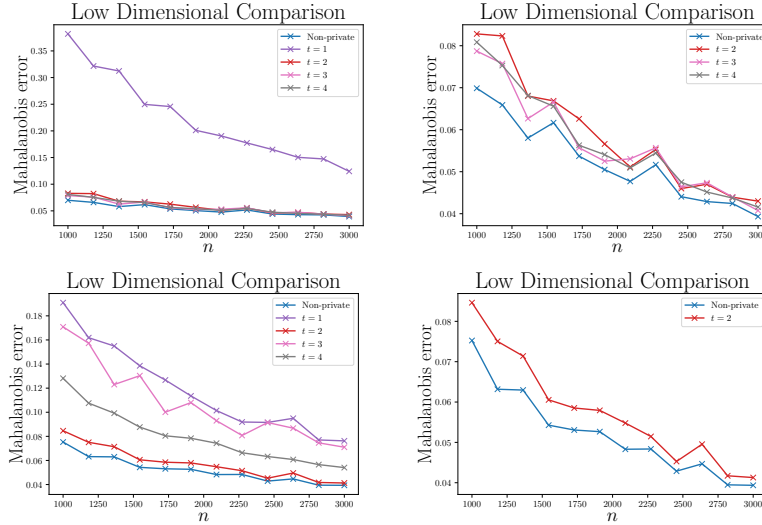 Low Dimensional Comparison
Mahalanobis error
0.35
0.30
0.25
0.20
0.15
0.10
0.05
1000 1250 1500 1750 2000 2250 2500 2750 3000
n
Non-private
t = 1
t = 2
t = 3
t = 4
Low Dimensional Comparison
Mahalanobis error
0.08
0.07
0.06
0.05
0.04
1000 1250 1500 1750 2000 2250 2500 2750 3000
n
Non-private
t = 2
t = 3
t = 4
Low Dimensional Comparison
Mahalanobis error
0.18
0.16
0.14
0.12
0.10
0.08
0.06
0.04
1000 1250 1500 1750 2000 2250 2500 2750 3000
n
Non-private
t = 1
t = 2
t = 3
t = 4
Low Dimensional Comparison
Mahalanobis error
0.08
0.07
0.06
0.05
0.04
1000 1250 1500 1750 2000 2250 2500 2750 3000
n
Non-private
t = 2